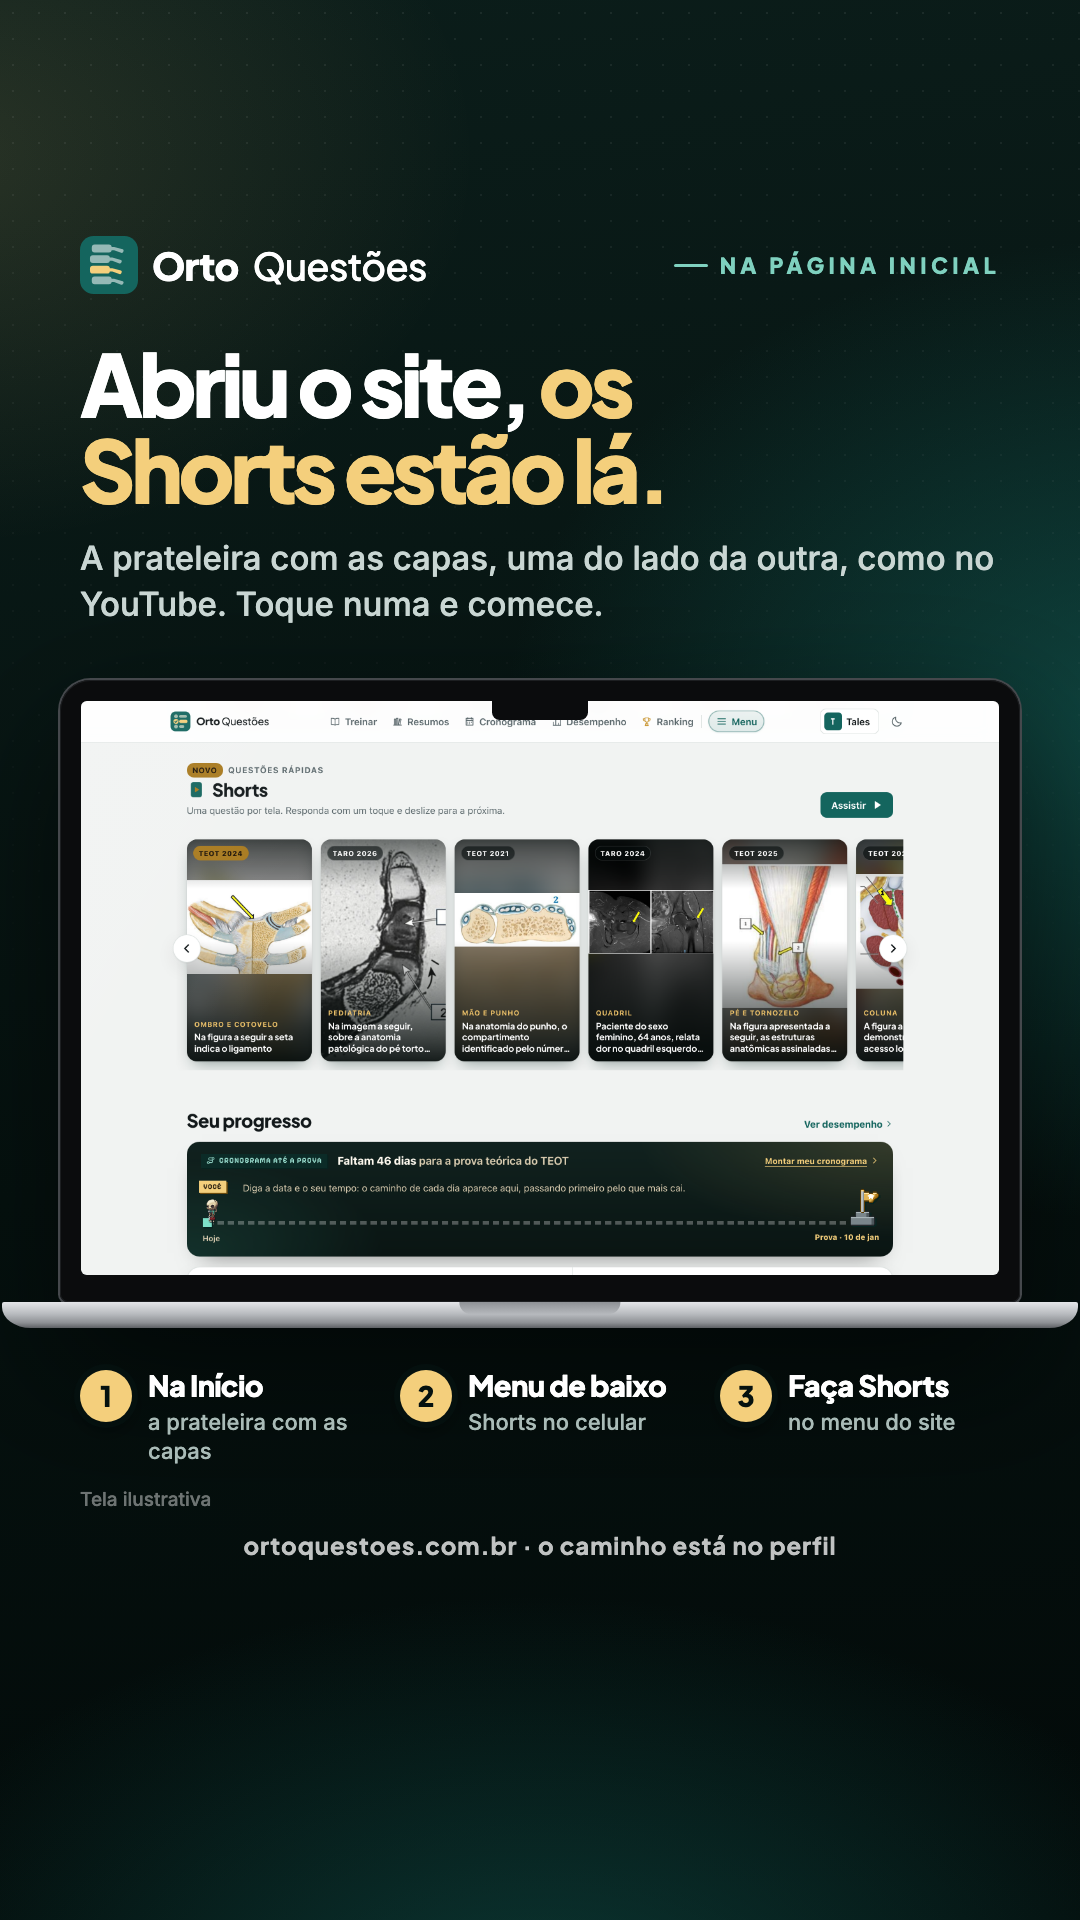 Orto Questões
NA PÁGINA INICIAL
Abriu o site, os
Shorts estão lá.
A prateleira com as capas, uma do lado da outra, como no
YouTube. Toque numa e comece.
Orto Questões
Treinar
Resumos
Cronograma
Desempenho
Ranking
Menu
T
Tales
NOVO
QUESTÕES RÁPIDAS
Shorts
Uma questão por tela. Responda com um toque e deslize para a próxima.
Assistir
TEOT 2024
OMBRO E COTOVELO
Na figura a seguir a seta
indica o ligamento
TARO 2026
2
PEDIATRIA
Na imagem a seguir,
sobre a anatomia
patológica do pé torto...
TEOT 2021
2
MÃO E PUNHO
Na anatomia do punho, o
compartimento
identificado pelo númer...
TARO 2024
QUADRIL
Paciente do sexo
feminino, 64 anos, relata
dor no quadril esquerdo...
TEOT 2025
2
PÉ E TORNOZELO
Na figura apresentada a
seguir, as estruturas
anatômicas assinaladas...
TEOT 202
COLUNA
A figura a
demonst
acesso lo
Seu progresso
Ver desempenho
CRONOGRAMA ATÉ A PROVA
Faltam 46 dias para a prova teórica do TEOT
Montar meu cronograma
VOCÊ
Diga a data e o seu tempo: o caminho de cada dia aparece aqui, passando primeiro pelo que mais cai.
Hoje
Prova · 10 de jan
1
Na Início
a prateleira com as
capas
2
Menu de baixo
Shorts no celular
3
Faça Shorts
no menu do site
Tela ilustrativa
ortoquestoes.com.br · o caminho está no perfil